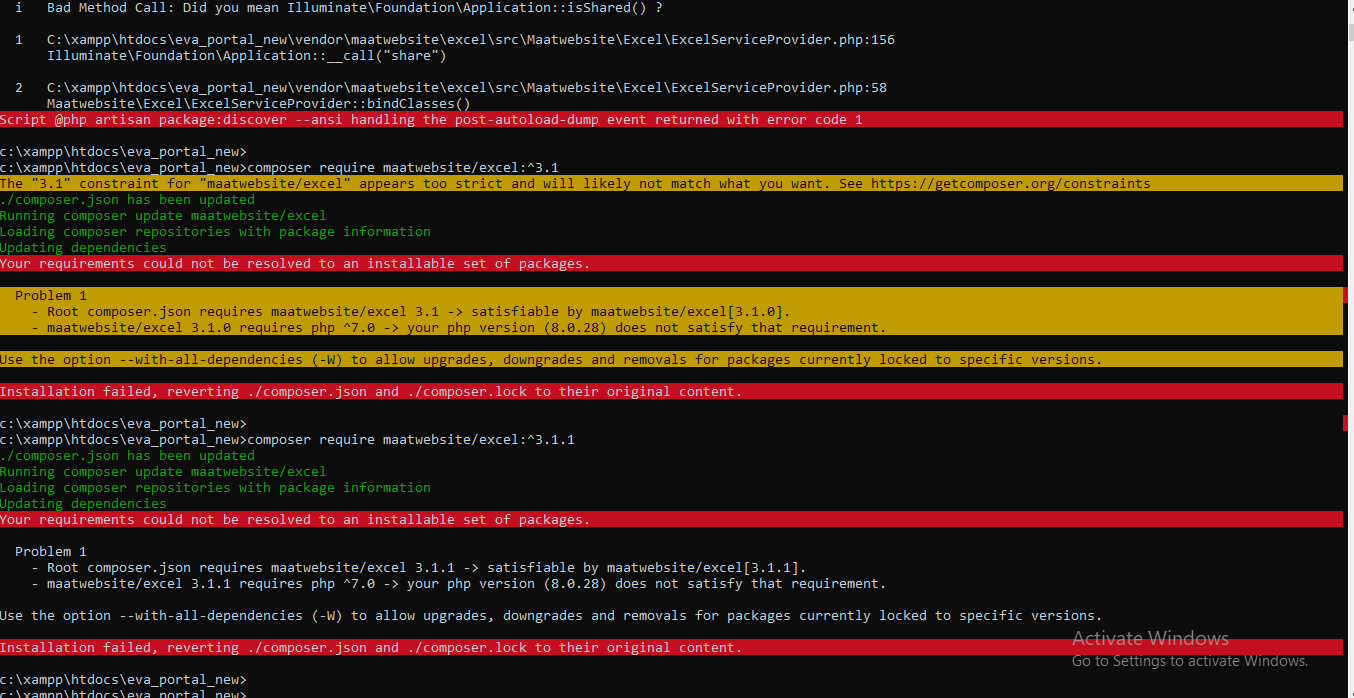 i Bad Method Call: Did you mean Illuminate\Foundation\Application::isShared() ?
1 C:\xampp\htdocs\eva_portal_new\vendor\maatwebsite\excel\src\Maatwebsite\Excel\ExcelServiceProvider.php:156
Illuminate\Foundation\Application::__call("share")
2 C:\xampp\htdocs\eva_portal_new\vendor\maatwebsite\excel\src\Maatwebsite\Excel\ExcelServiceProvider.php:58
Maatwebsite\Excel\ExcelServiceProvider::bindClasses()
Script @php artisan package:discover --ansi handling the post-autoload-dump event returned with error code 1
c:\xampp\htdocs\eva_portal_new>
c:\xampp\htdocs\eva_portal_new>composer require maatwebsite/excel:^3.1
The "3.1" constraint for "maatwebsite/excel" appears too strict and will likely not match what you want. See https://getcomposer.org/constraints
./composer.json has been updated
Running composer update maatwebsite/excel
Loading composer repositories with package information
Updating dependencies
Your requirements could not be resolved to an installable set of packages.
Problem 1
- Root composer.json requires maatwebsite/excel 3.1 -> satisfiable by maatwebsite/excel[3.1.0].
- maatwebsite/excel 3.1.0 requires php ^7.0 -> your php version (8.0.28) does not satisfy that requirement.
Use the option --with-all-dependencies (-W) to allow upgrades, downgrades and removals for packages currently locked to specific versions.
Installation failed, reverting ./composer.json and ./composer.lock to their original content.
c:\xampp\htdocs\eva_portal_new>
c:\xampp\htdocs\eva_portal_new>composer require maatwebsite/excel:^3.1.1
./composer.json has been updated
Running composer update maatwebsite/excel
Loading composer repositories with package information
Updating dependencies
Your requirements could not be resolved to an installable set of packages.
Problem 1
- Root composer.json requires maatwebsite/excel 3.1.1 -> satisfiable by maatwebsite/excel[3.1.1].
- maatwebsite/excel 3.1.1 requires php ^7.0 -> your php version (8.0.28) does not satisfy that requirement.
Use the option --with-all-dependencies (-W) to allow upgrades, downgrades and removals for packages currently locked to specific versions.
Installation failed, reverting ./composer.json and ./composer.lock to their original content.
Activate Windows
Go to Settings to activate Windows.
c:\xampp\htdocs\eva_portal_new>
c:\xampp\htdocs\eva_portal_new>